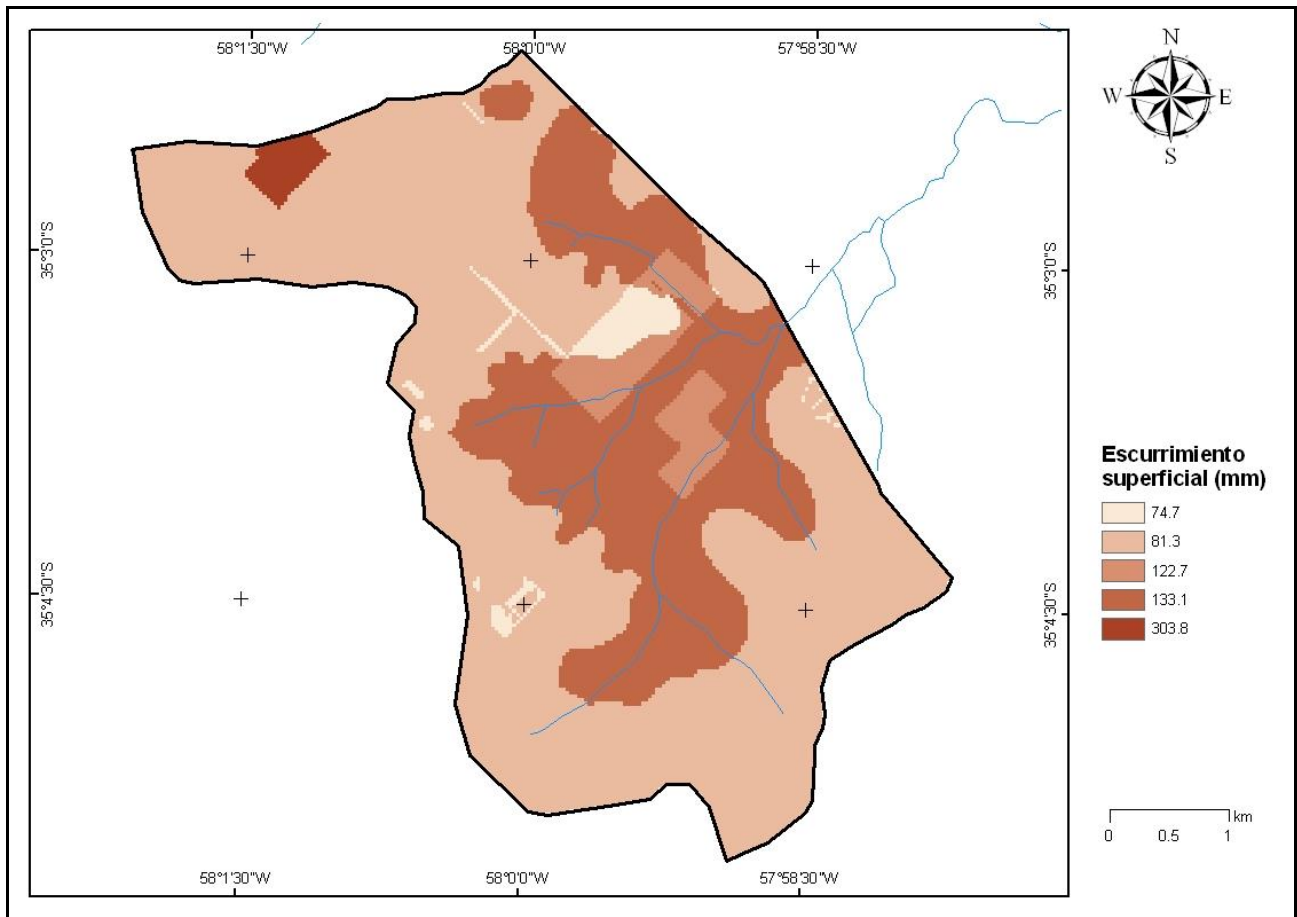 58°1'30"W
58°0'0"W
57°58'30"W
N
W
E
S
35°3'0"S
35°3'0"S
Escurrimiento
superficial (mm)
74.7
81.3
122.7
133.1
303.8
35°4'30"S
35°4'30"S
km
0 0.5 1
58°1'30"W
58°0'0"W
57°58'30"W